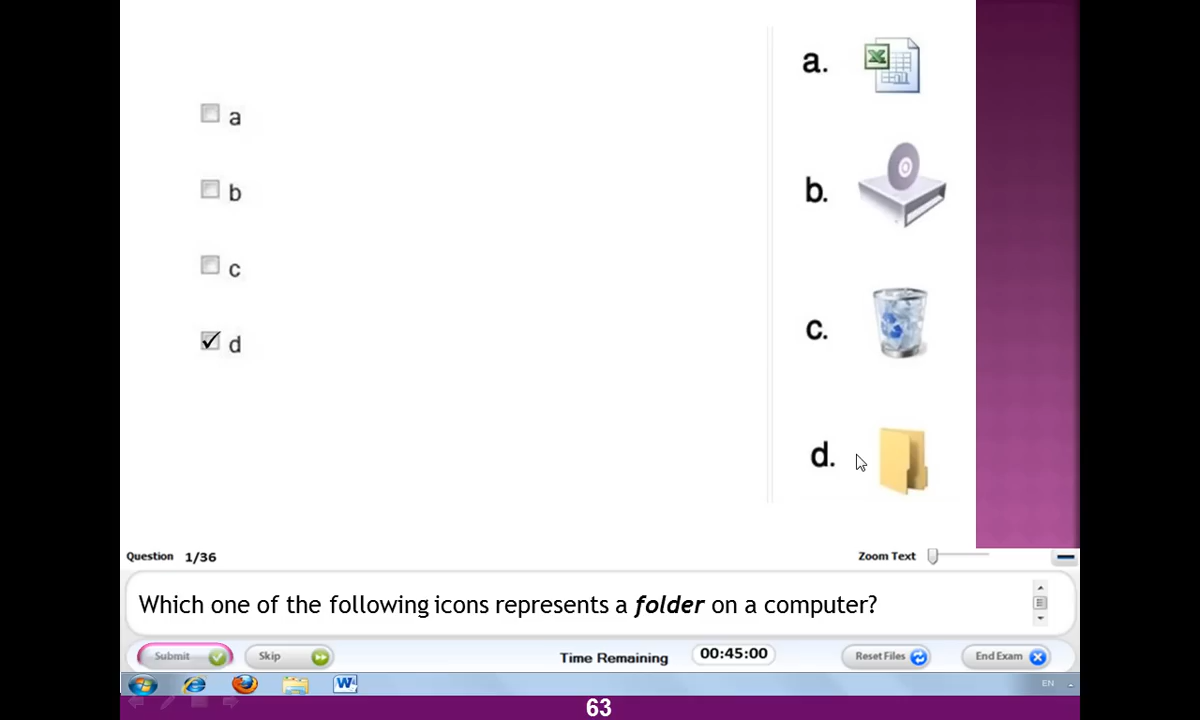 a
b
c
d
a.
b.
c.
d.
Question 1/36
Zoom Text
Which one of the following icons represents a folder on a computer?
Submit
Skip
Time Remaining
00:45:00
Reset Files
End Exam
EN
63